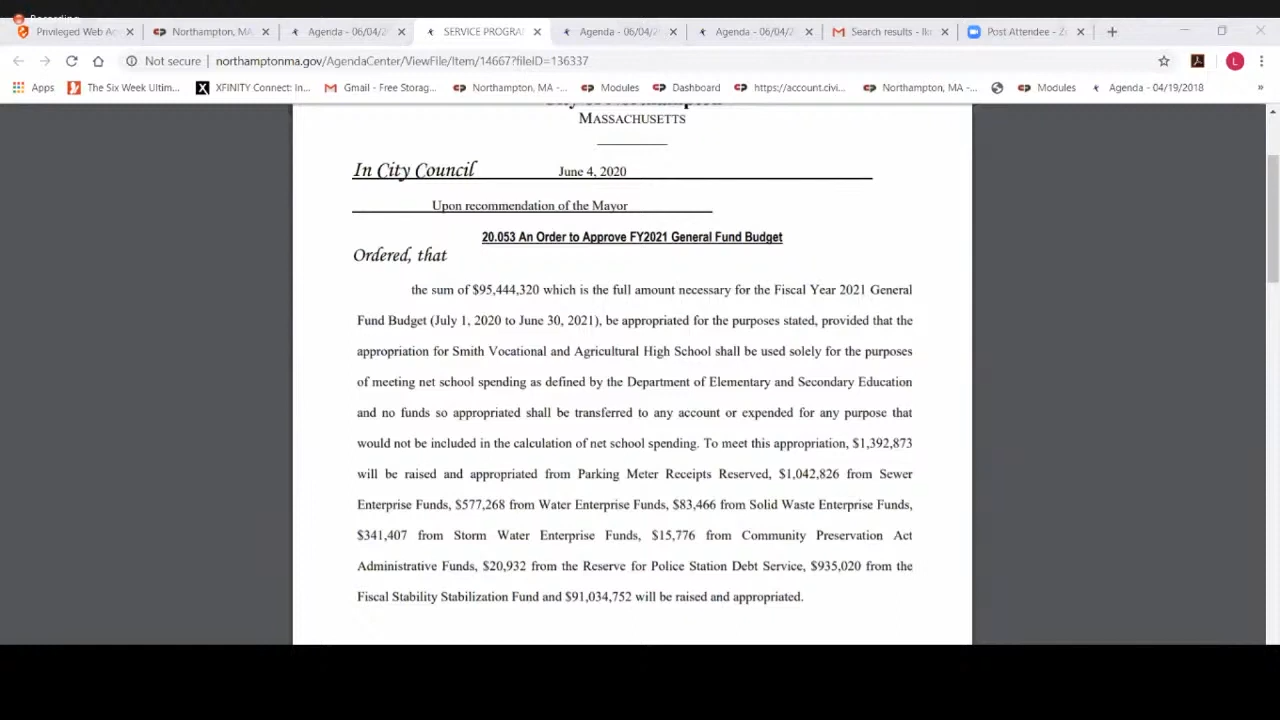 Recording
Privileged Web Ac
Northampton, MA
Agenda - 06/04/2
SERVICE PROGRA
Agenda - 06/04/2
Agenda - 06/04/2
Search results - llo
Post Attendee - Z
Not secure
northamptonma.gov/AgendaCenter/ViewFile/Item/14667?fileID=136337
L
Apps
The Six Week Ultim...
XFINITY Connect: In...
Gmail - Free Storag...
Northampton, MA -...
Modules
Dashboard
https://account.civi...
Northampton, MA -...
Modules
Agenda - 04/19/2018
»
City of Northampton
MASSACHUSETTS
In City Council June 4, 2020
Upon recommendation of the Mayor
20.053 An Order to Approve FY2021 General Fund Budget
Ordered, that
the sum of $95,444,320 which is the full amount necessary for the Fiscal Year 2021 General
Fund Budget (July 1, 2020 to June 30, 2021), be appropriated for the purposes stated, provided that the
appropriation for Smith Vocational and Agricultural High School shall be used solely for the purposes
of meeting net school spending as defined by the Department of Elementary and Secondary Education
and no funds so appropriated shall be transferred to any account or expended for any purpose that
would not be included in the calculation of net school spending. To meet this appropriation, $1,392,873
will be raised and appropriated from Parking Meter Receipts Reserved, $1,042,826 from Sewer
Enterprise Funds, $577,268 from Water Enterprise Funds, $83,466 from Solid Waste Enterprise Funds,
$341,407 from Storm Water Enterprise Funds, $15,776 from Community Preservation Act
Administrative Funds, $20,932 from the Reserve for Police Station Debt Service, $935,020 from the
Fiscal Stability Stabilization Fund and $91,034,752 will be raised and appropriated.